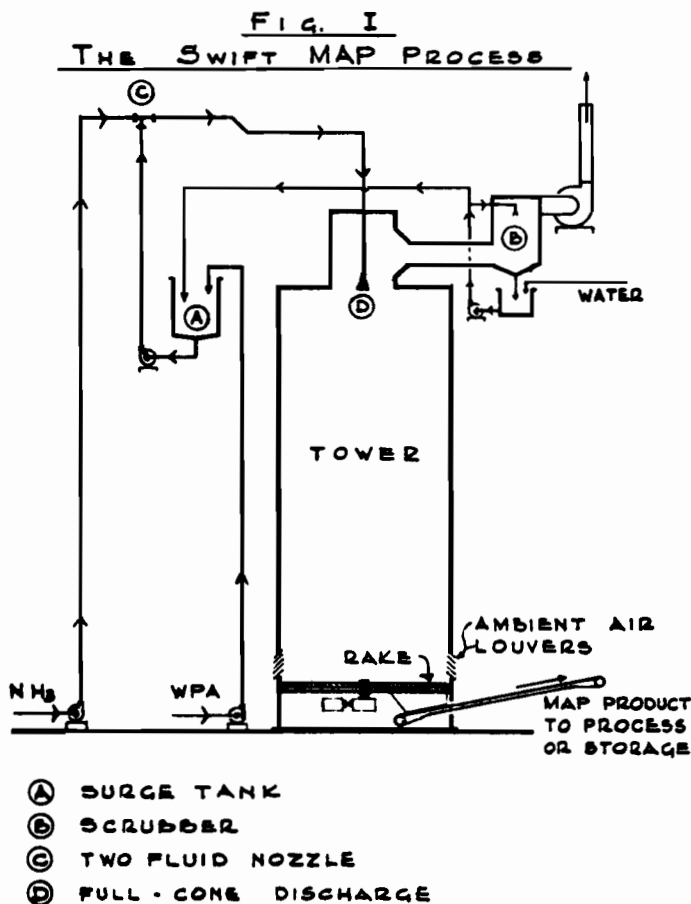 FIG. I
THE SWIFT MAP PROCESS
C
B
WATER
A
D
TOWER
AMBIENT AIR
LOUVERS
RAKE
NH3
WPA
MAP PRODUCT
TO PROCESS
OR STORAGE
A SURGE TANK
B SCRUBBER
C TWO FLUID NOZZLE
D FULL-CONE DISCHARGE